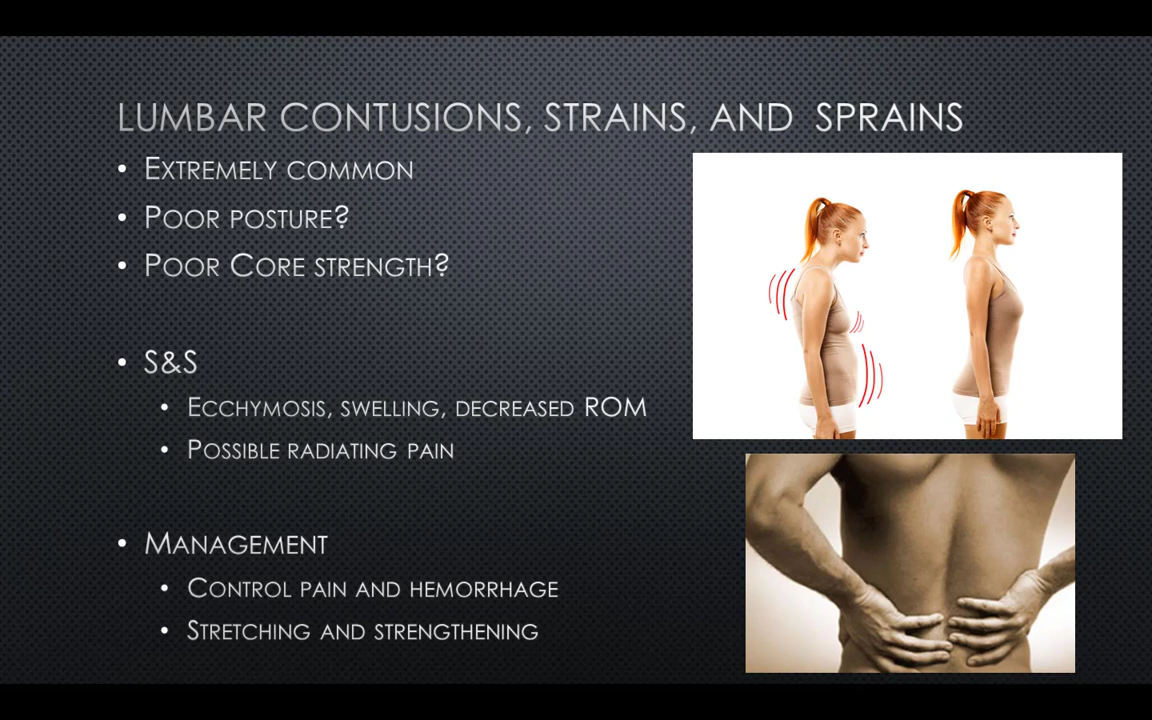 LUMBAR CONTUSIONS, STRAINS, AND SPRAINS
• EXTREMELY COMMON
• POOR POSTURE?
• POOR CORE STRENGTH?
• S&S
• ECCHYMOSIS, SWELLING, DECREASED ROM
• POSSIBLE RADIATING PAIN
• MANAGEMENT
• CONTROL PAIN AND HEMORRHAGE
• STRETCHING AND STRENGTHENING